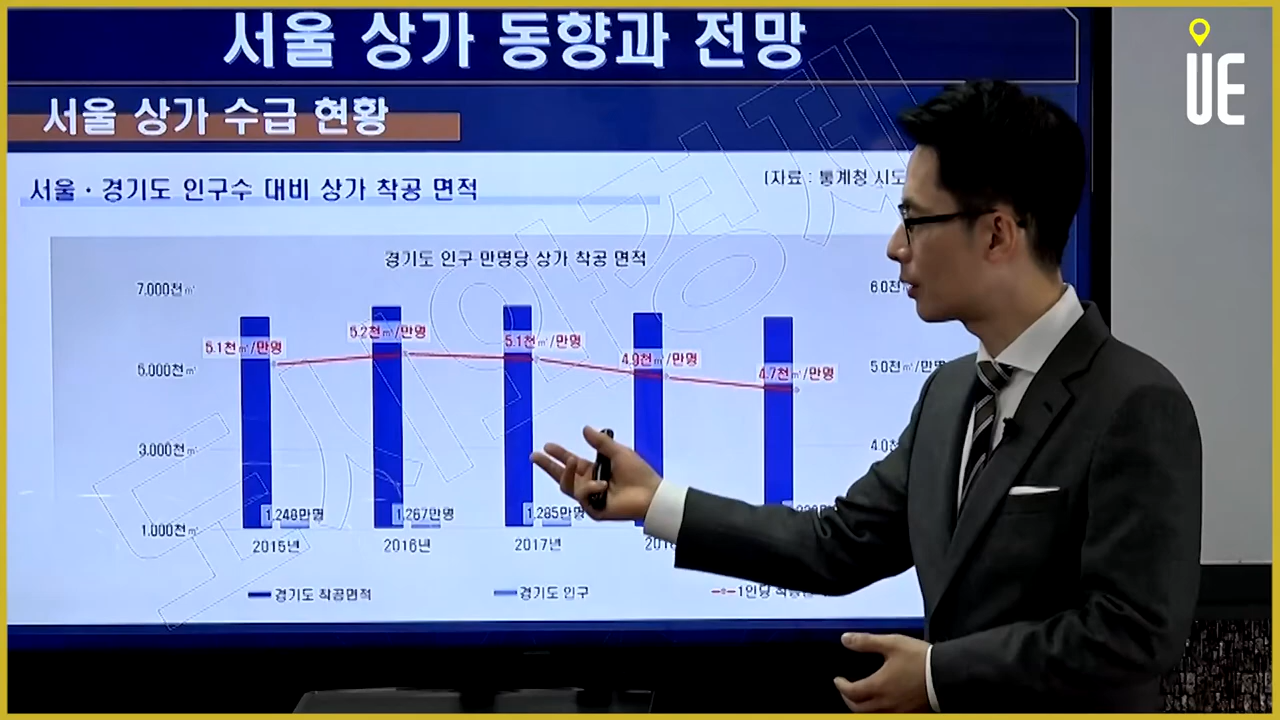 서울 상가 동향과 전망
UE
서울 상가 수급 현황
서울·경기도 인구수 대비 상가 착공 면적
[자료 : 통계청 시도
경기도 인구 만명당 상가 착공 면적
7.000천㎡
6.0천
5.1천㎡/만명
5.2천㎡/만명
5.1천㎡/만명
4.9천㎡/만명
4.7천㎡/만명
5.000천㎡
5.0천㎡/만명
3.000천㎡
4.0천
1.000천㎡
1.248만명
1.267만명
1.285만명
2015년
2016년
2017년
경기도 착공면적
경기도 인구
1인당
도시와경제